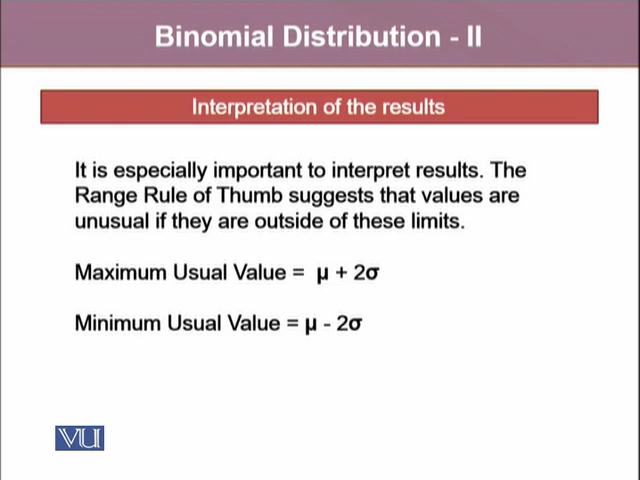 Binomial Distribution - II
Interpretation of the results
It is especially important to interpret results. The
Range Rule of Thumb suggests that values are
unusual if they are outside of these limits.
Maximum Usual Value =  μ + 2σ
Minimum Usual Value = μ - 2σ
VU